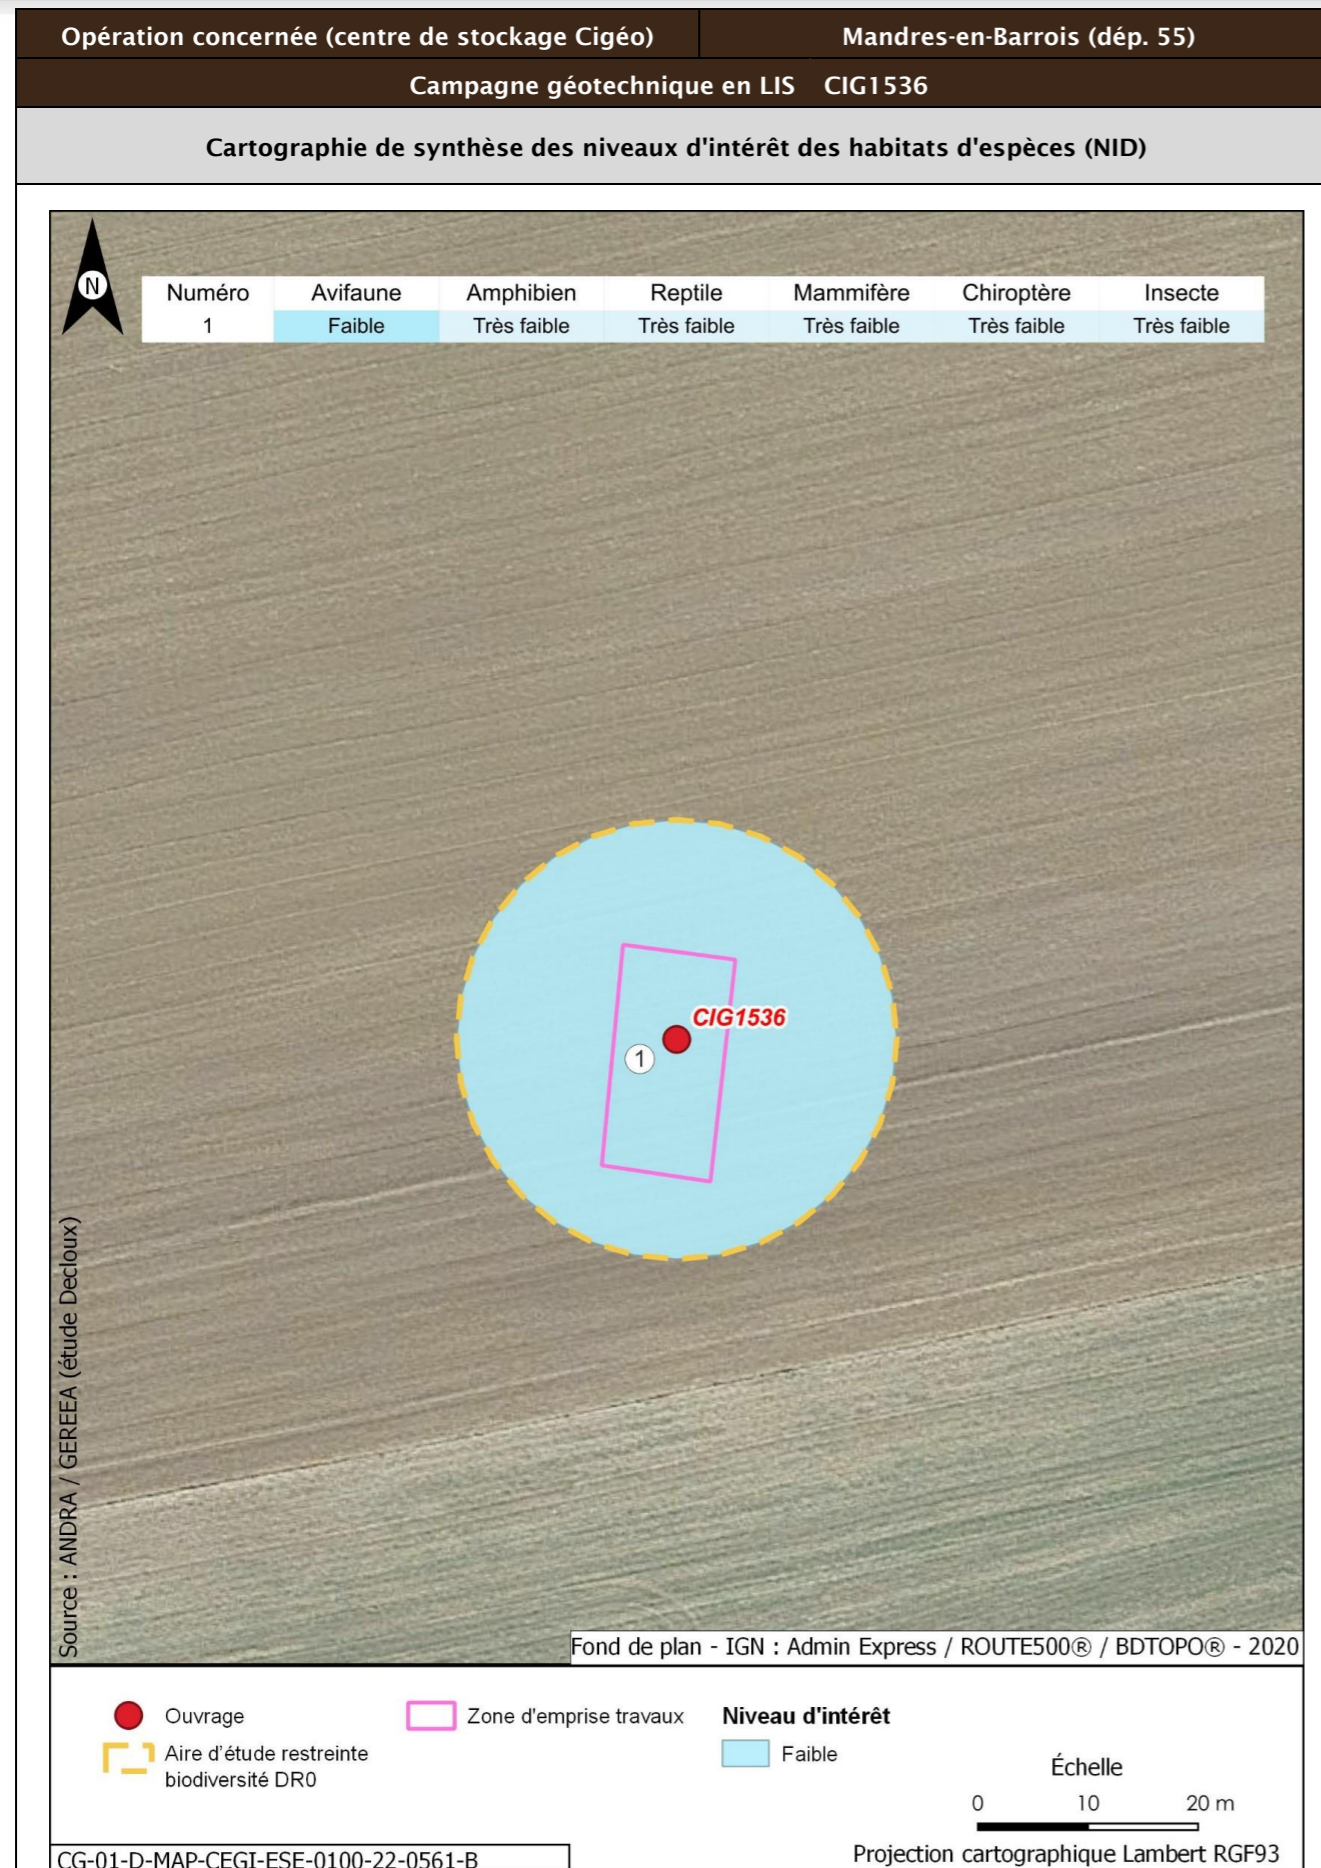 Opération concernée (centre de stockage Cigéo) Mandres-en-Barrois (dép. 55)
Campagne géotechnique en LIS CIG1536
Cartographie de synthèse des niveaux d'intérêt des habitats d'espèces (NID)
N
Numéro Avifaune Amphibien Reptile Mammifère Chiroptère Insecte
1 Faible Très faible Très faible Très faible Très faible Très faible
CIG1536
1
Source : ANDRA / GEREEA (étude Decloux)
Fond de plan - IGN : Admin Express / ROUTE500® / BDTOPO® - 2020
Ouvrage Zone d'emprise travaux Niveau d'intérêt
Aire d'étude restreinte Faible
biodiversité DR0
Échelle
0 10 20 m
Projection cartographique Lambert RGF93
CG-01-D-MAP-CEGI-ESE-0100-22-0561-B